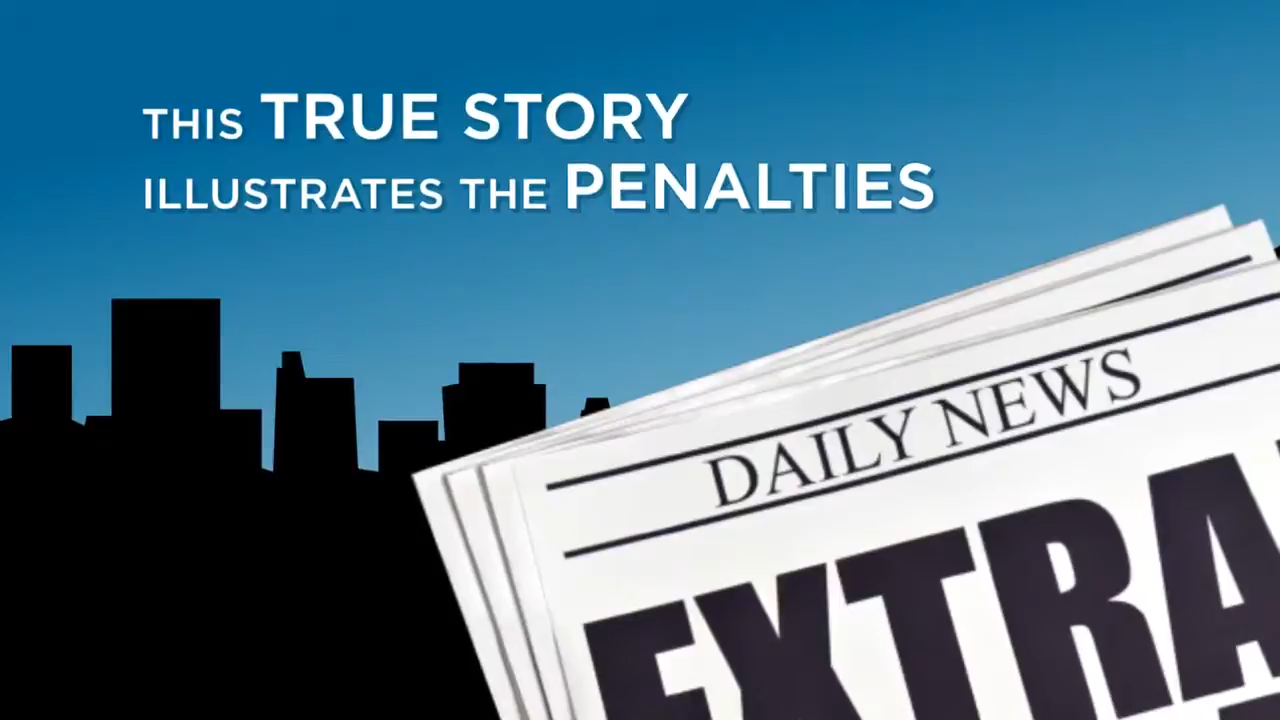 THIS TRUE STORY
ILLUSTRATES THE PENALTIES
DAILY NEWS
EXTRA